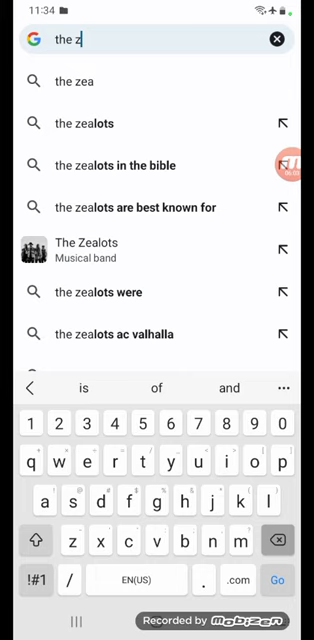 11:34
the z
the zea
the zealots
the zealots in the bible
the zealots are best known for
The Zealots
Musical band
the zealots were
the zealots ac valhalla
is of and
1 2 3 4 5 6 7 8 9 0
q w e r t y u i o p
a s d f g h j k l
z x c v b n m
!#1 / EN(US) . .com Go
Recorded by mobizen